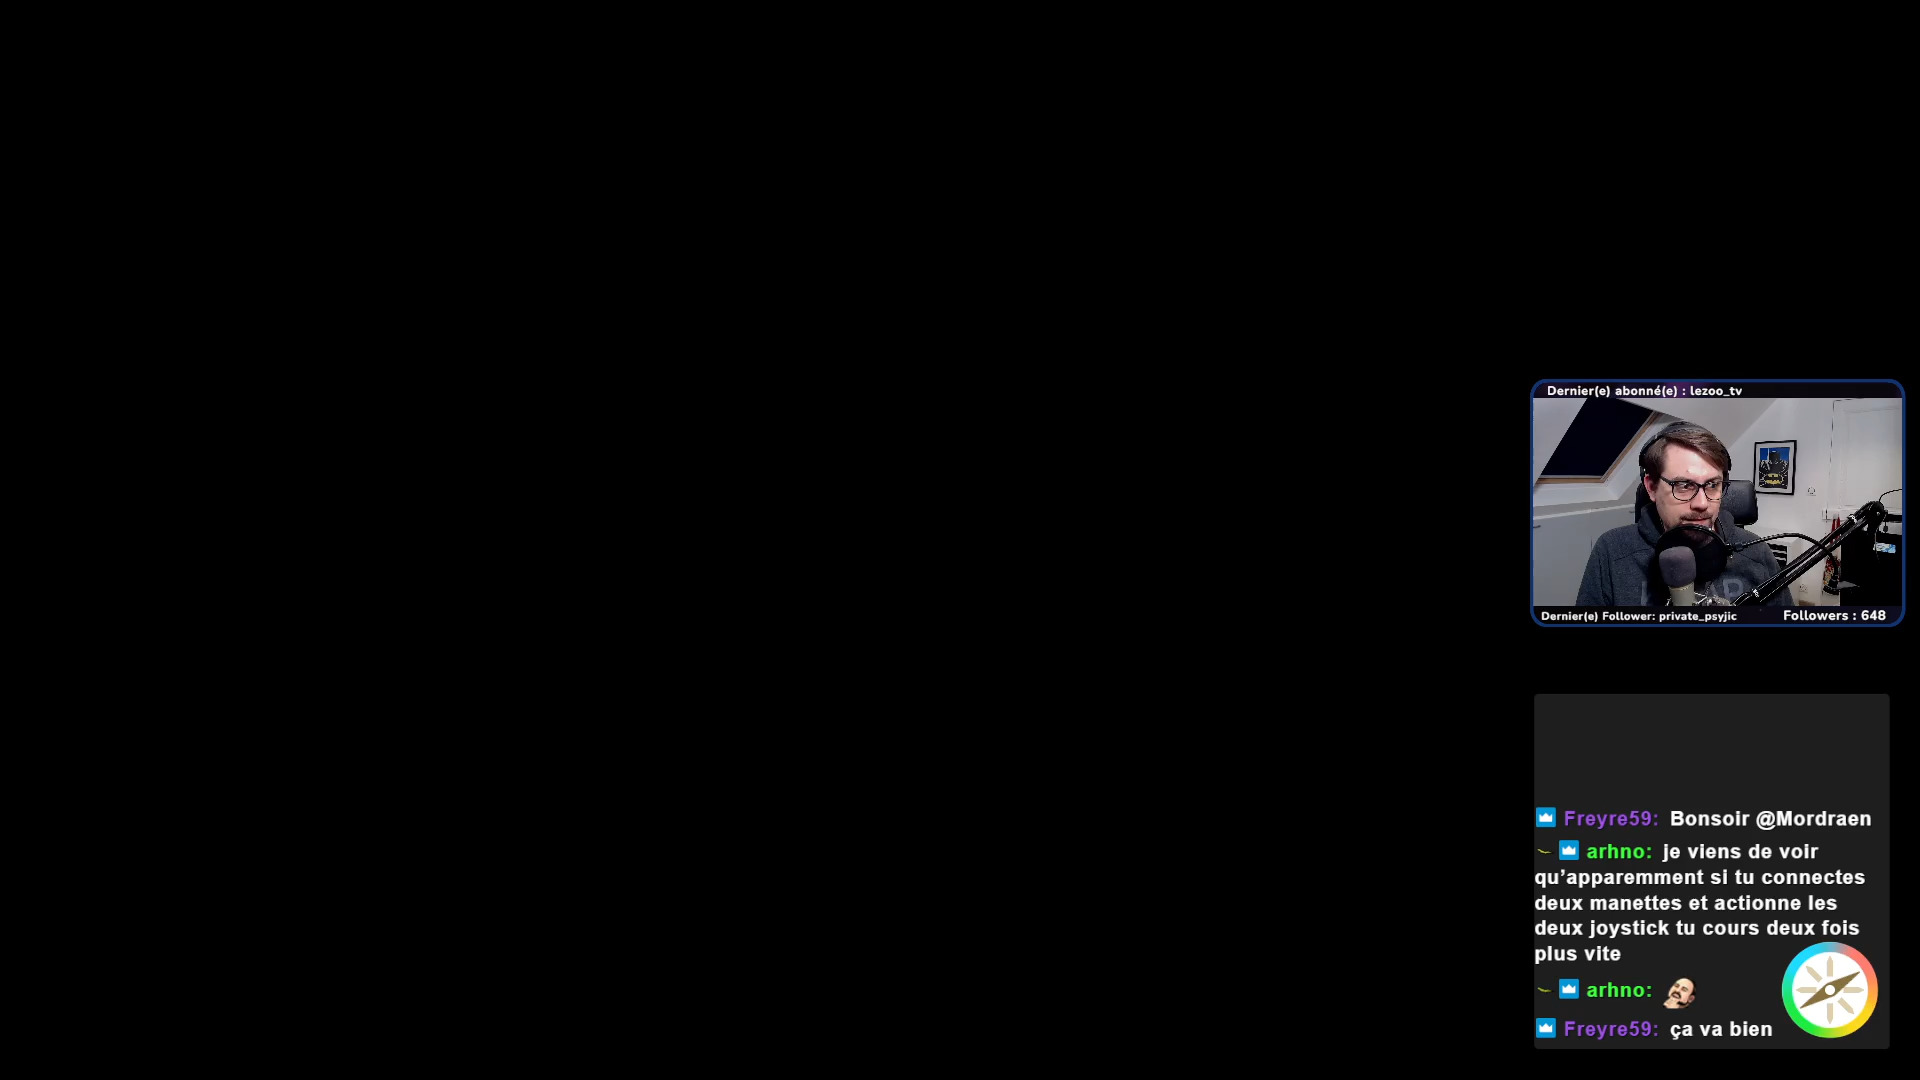 Dernier(e) abonné(e) : lezoo_tv
Dernier(e) Follower: private_psyjic
Followers : 648
Freyre59: Bonsoir @Mordraen
arhno: je viens de voir
qu’apparemment si tu connectes
deux manettes et actionne les
deux joystick tu cours deux fois
plus vite
arhno:
Freyre59: ça va bien